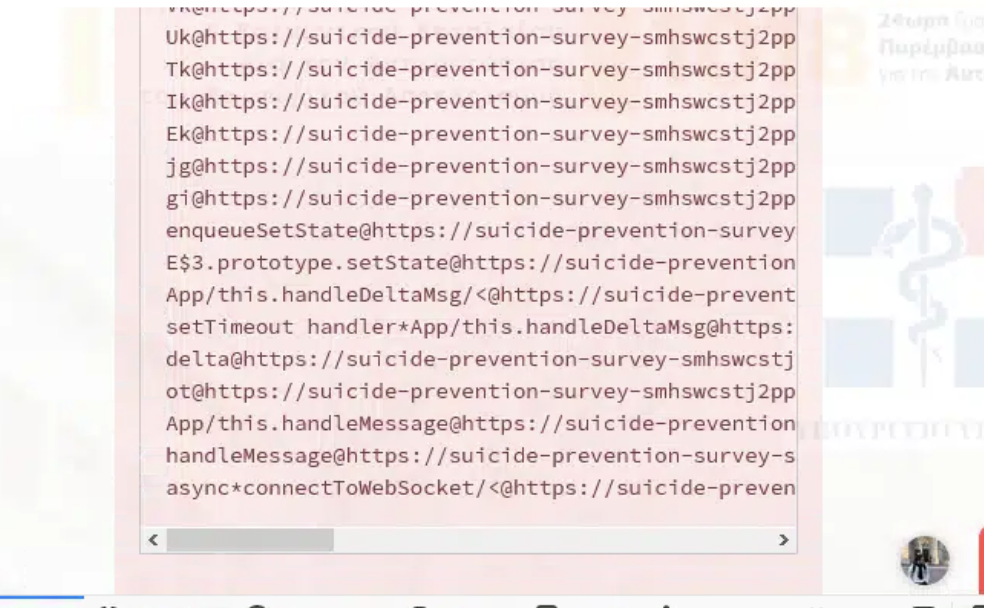 Vk@https://suicide-prevention-survey-smhswcstj2pp
Uk@https://suicide-prevention-survey-smhswcstj2pp
Tk@https://suicide-prevention-survey-smhswcstj2pp
Ik@https://suicide-prevention-survey-smhswcstj2pp
Ek@https://suicide-prevention-survey-smhswcstj2pp
jg@https://suicide-prevention-survey-smhswcstj2pp
gi@https://suicide-prevention-survey-smhswcstj2pp
enqueueSetState@https://suicide-prevention-survey
E$3.prototype.setState@https://suicide-prevention
App/this.handleDeltaMsg/<@https://suicide-prevent
setTimeout handler*App/this.handleDeltaMsg@https:
delta@https://suicide-prevention-survey-smhswcstj
ot@https://suicide-prevention-survey-smhswcstj2pp
App/this.handleMessage@https://suicide-prevention
handleMessage@https://suicide-prevention-survey-s
async*connectToWebSocket/<@https://suicide-preven
24ωρη
Παρέμβασ
για την Αυτ